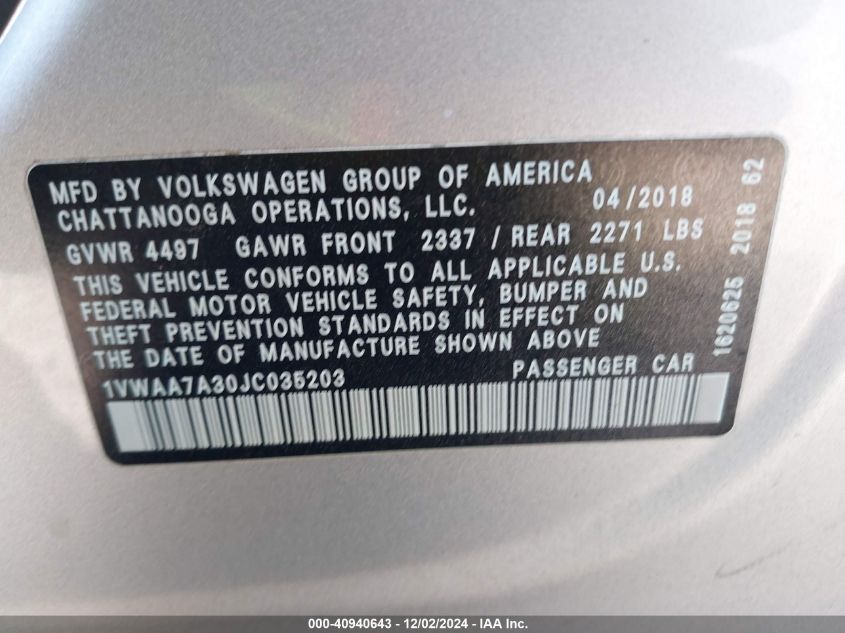 MFD BY VOLKSWAGEN GROUP OF AMERICA
CHATTANOOGA OPERATIONS, LLC. 04/2018
GVWR 4497 GAWR FRONT 2337 / REAR 2271 LBS
THIS VEHICLE CONFORMS TO ALL APPLICABLE U.S.
FEDERAL MOTOR VEHICLE SAFETY, BUMPER AND
THEFT PREVENTION STANDARDS IN EFFECT ON
THE DATE OF MANUFACTURE SHOWN ABOVE
1VWAA7A30JC035203 PASSENGER CAR
1620625 2018 62
000-40940643 / 12/02/2024 - IAA Inc.